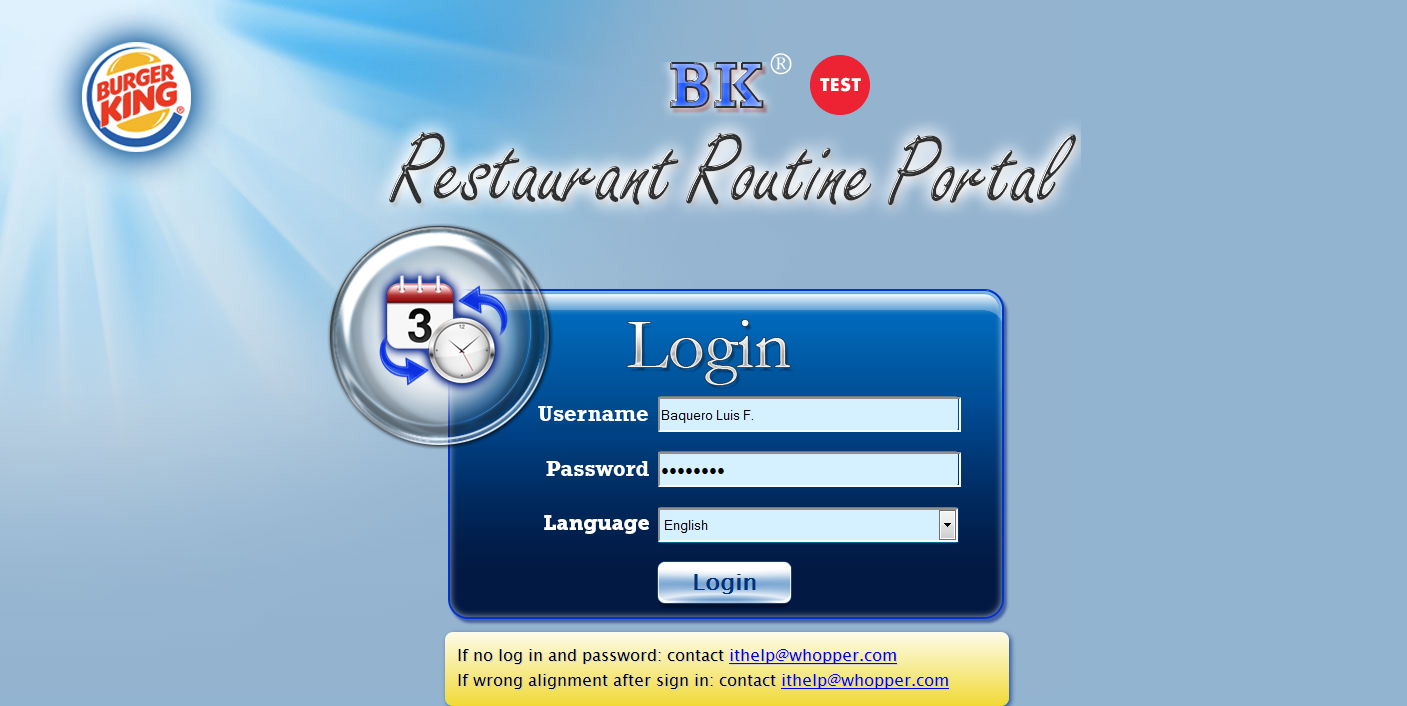 BURGER
KING®
BK®
TEST
Restaurant Routine Portal
3
12
Login
Username
Baquero Luis F.
Password
••••••••
Language
English
Login
If no log in and password: contact ithelp@whopper.com
If wrong alignment after sign in: contact ithelp@whopper.com